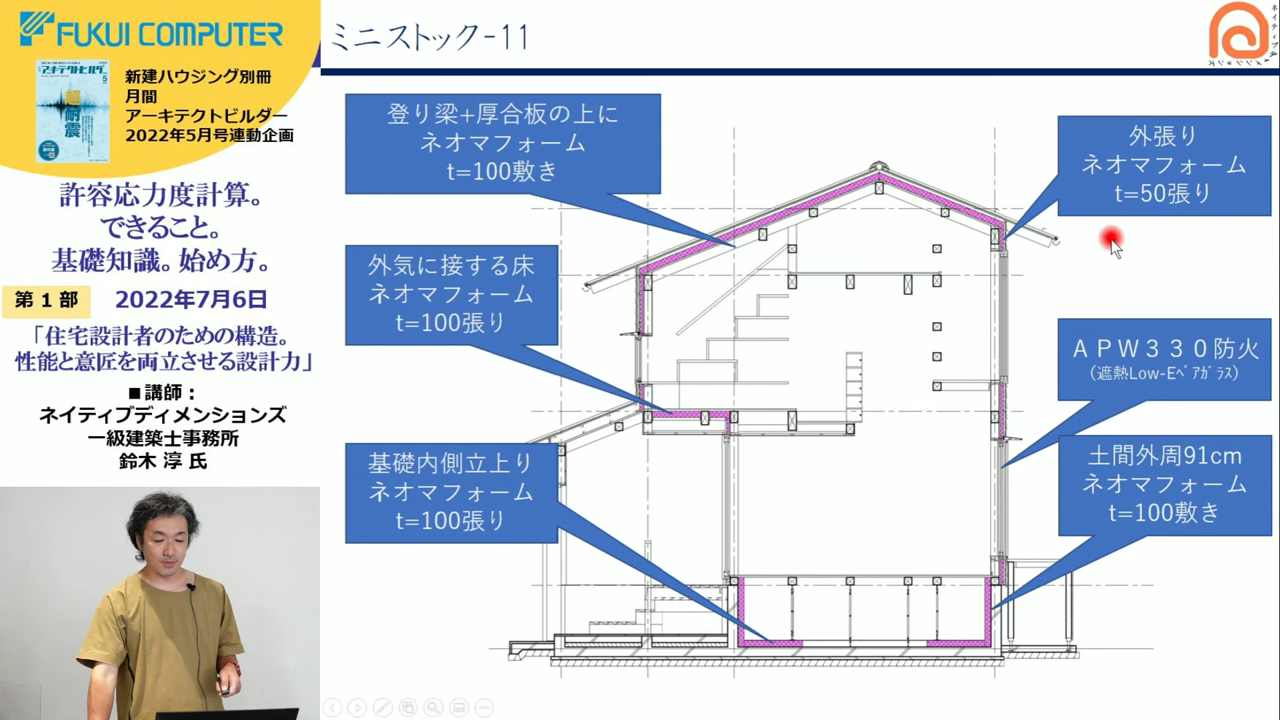 FUKUI COMPUTER
新建ハウジング別冊
月間
アーキテクトビルダー
2022年5月号連動企画
アーキテクトビルダー
超耐震
許容応力度計算。
できること。
基礎知識。始め方。
第1部
2022年7月6日
「住宅設計者のための構造。
性能と意匠を両立させる設計力」
■講師:
ネイティブディメンションズ
一級建築士事務所
鈴木 淳 氏
ミニストック-11
登り梁+厚合板の上に
ネオマフォーム
t=100敷き
外張り
ネオマフォーム
t=50張り
外気に接する床
ネオマフォーム
t=100張り
APW330防火
(遮熱Low-Eペアガラス)
基礎内側立上り
ネオマフォーム
t=100張り
土間外周91cm
ネオマフォーム
t=100敷き